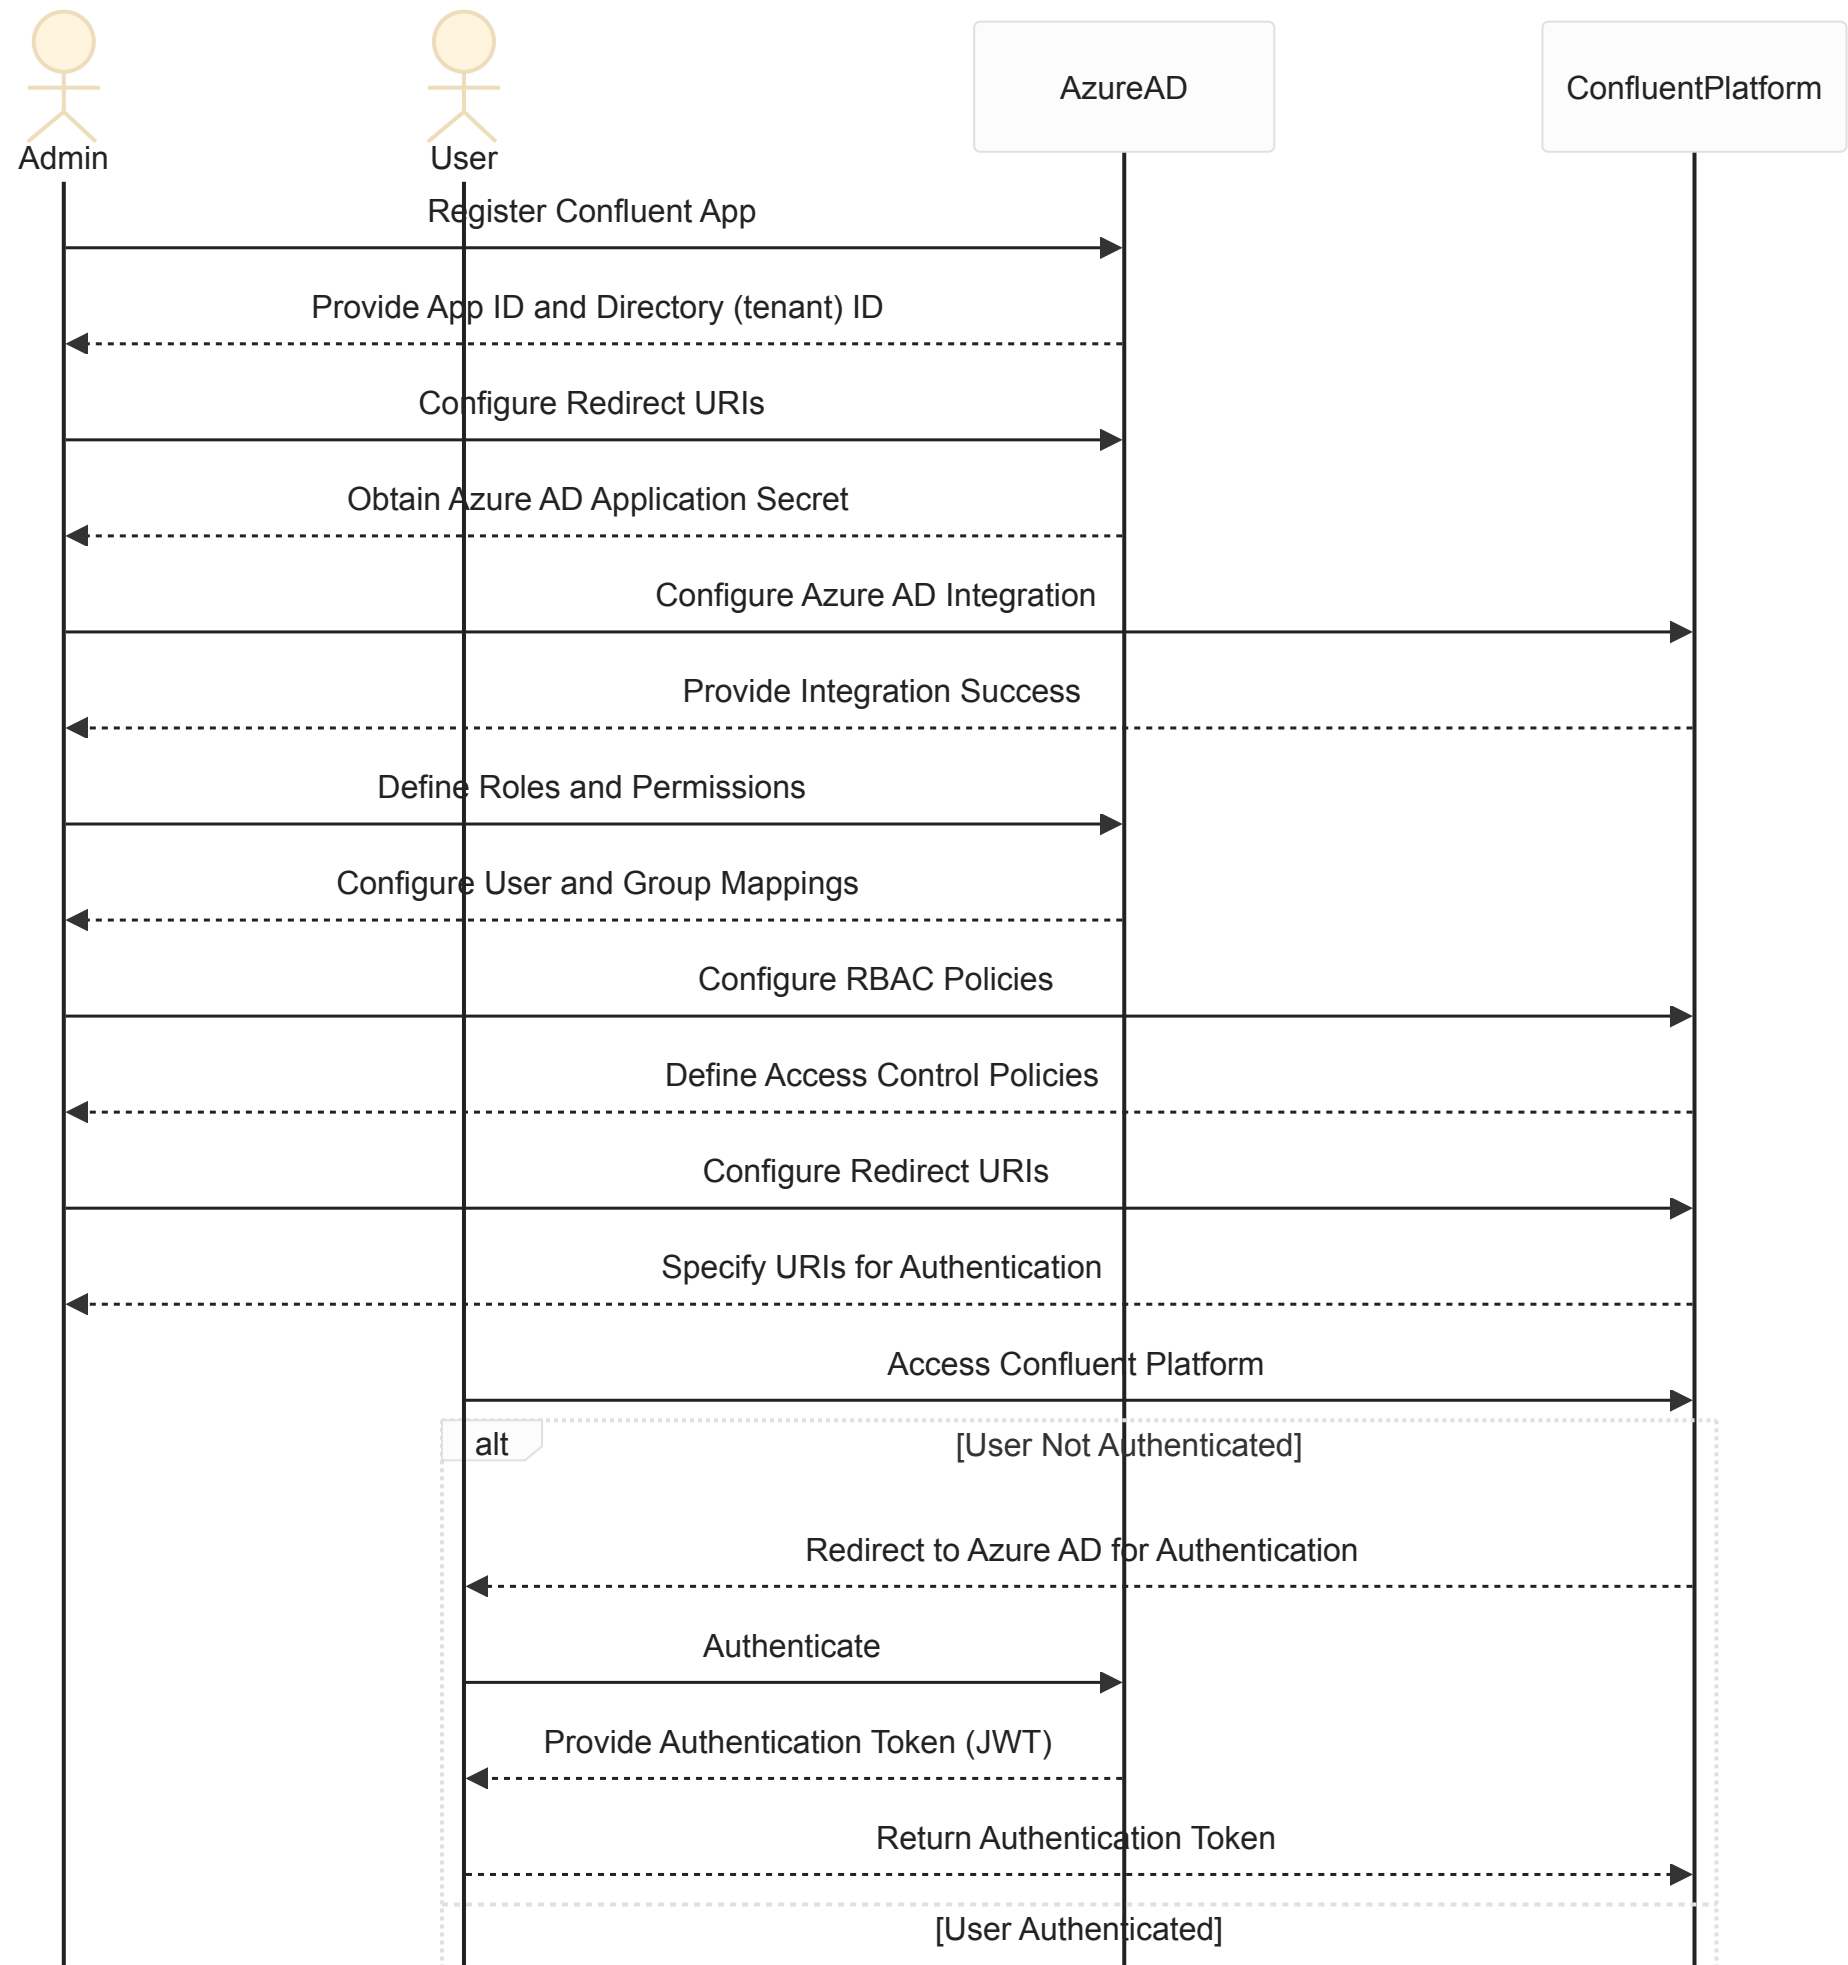 Admin
User
AzureAD
ConfluentPlatform
Register Confluent App
Provide App ID and Directory (tenant) ID
Configure Redirect URIs
Obtain Azure AD Application Secret
Configure Azure AD Integration
Provide Integration Success
Define Roles and Permissions
Configure User and Group Mappings
Configure RBAC Policies
Define Access Control Policies
Configure Redirect URIs
Specify URIs for Authentication
Access Confluent Platform
alt
[User Not Authenticated]
Redirect to Azure AD for Authentication
Authenticate
Provide Authentication Token (JWT)
Return Authentication Token
[User Authenticated]